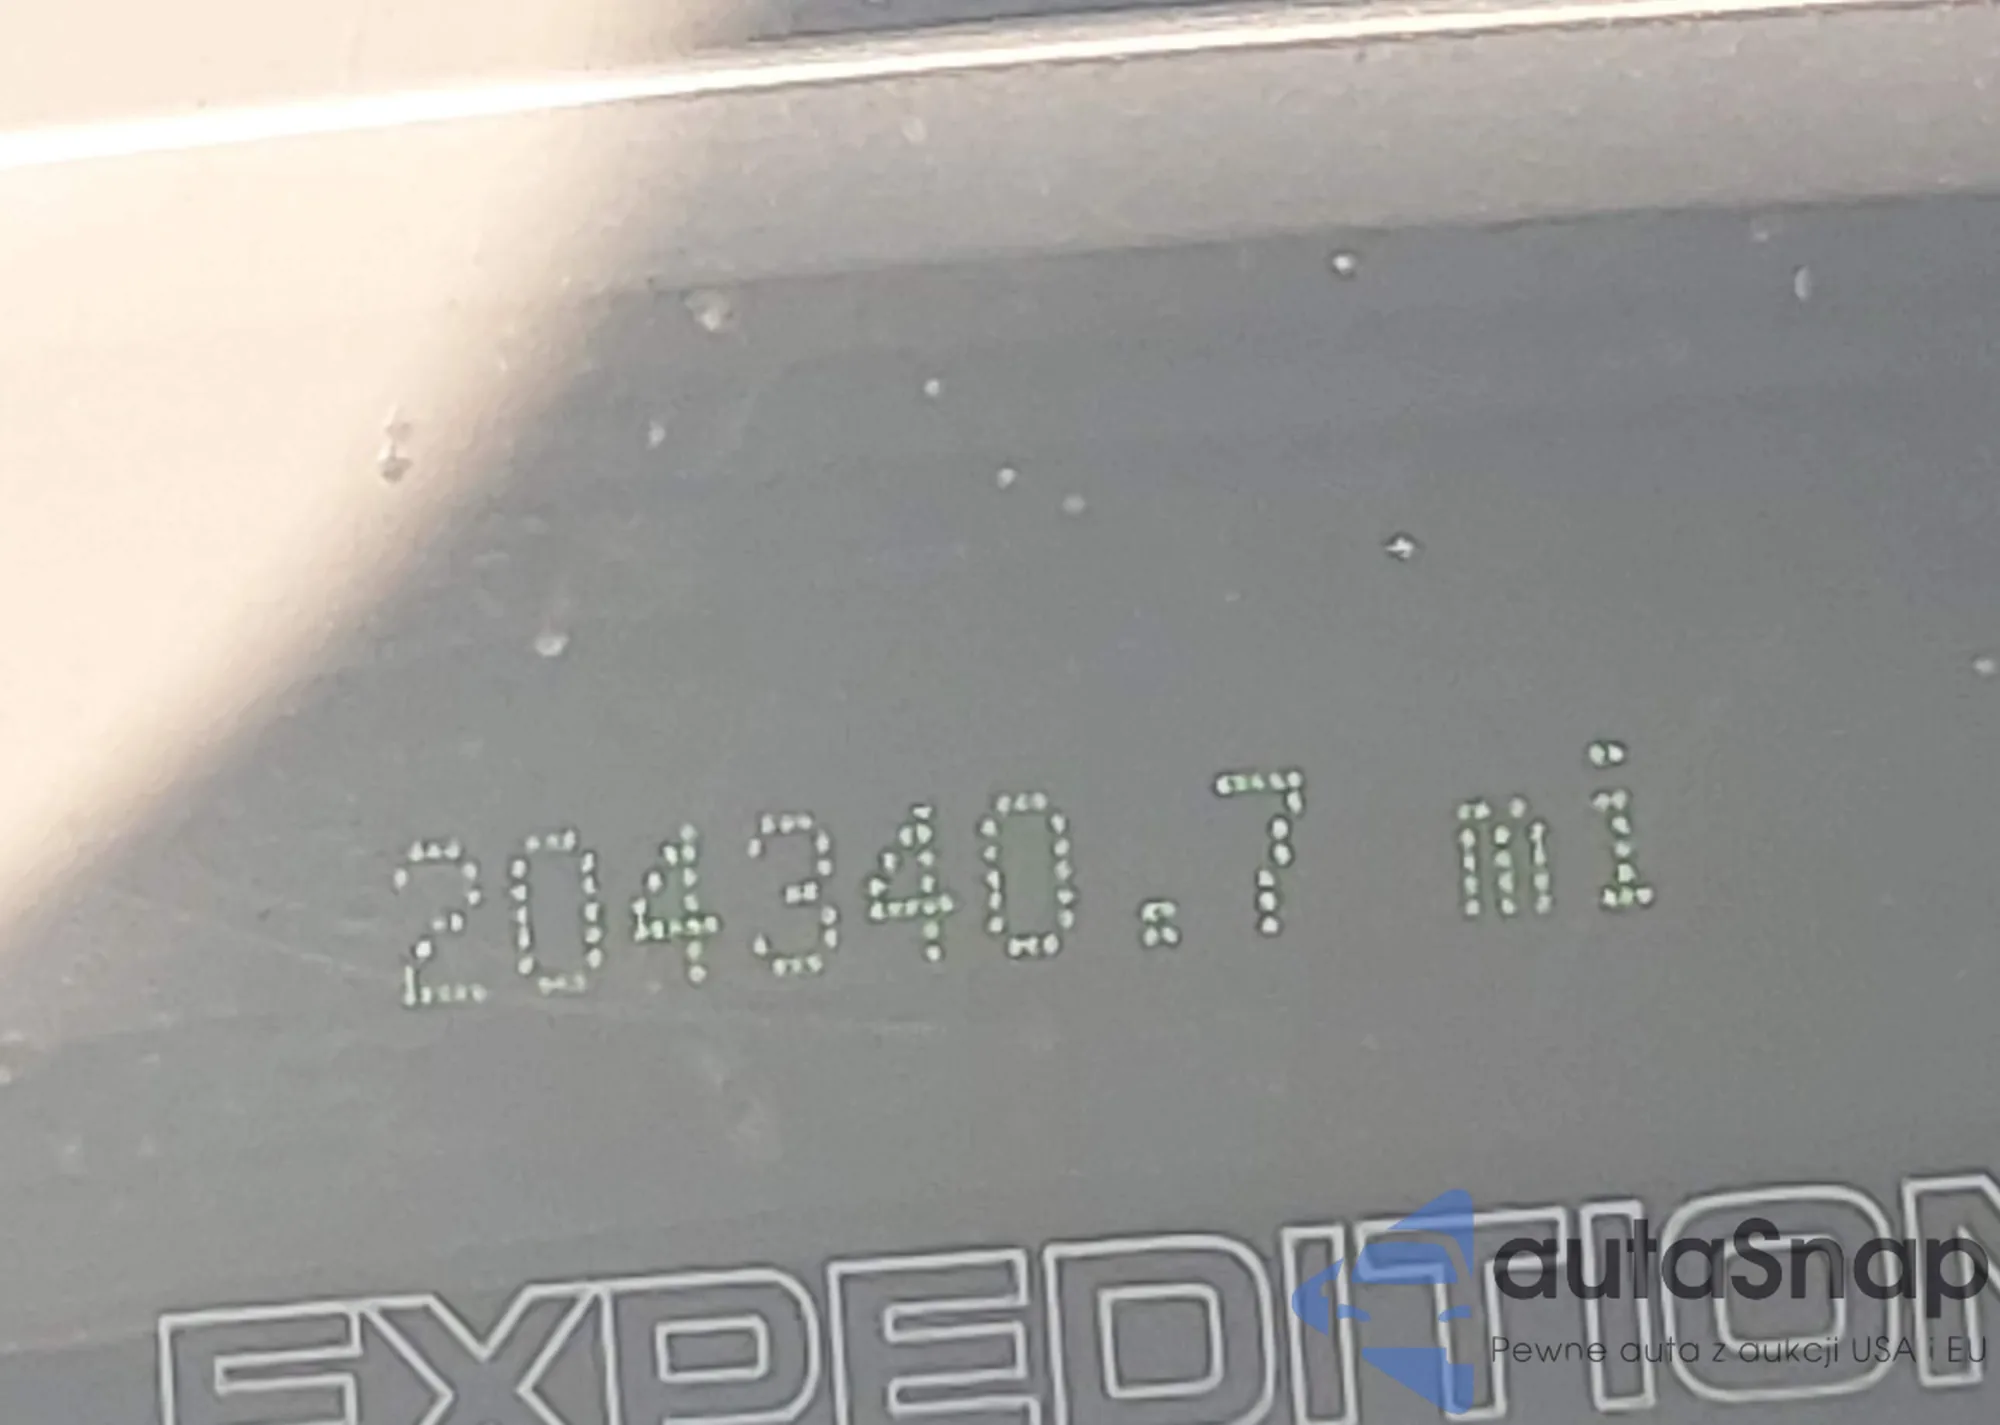 204340.7 mi
EXPEDITION
autaSnap
Pewne auta z aukcji USA i EU